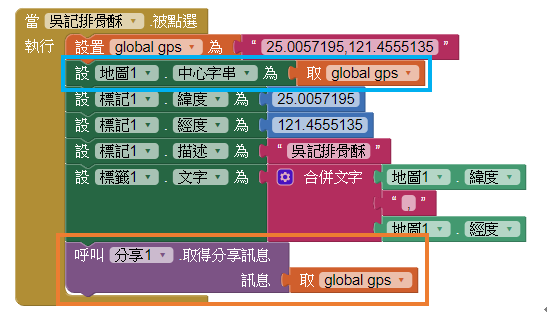 當 吳記排骨酥 .被點選
執行 設置 global gps 為 " 25.0057195,121.4555135 "
設 地圖1 . 中心字串 為 取 global gps
設 標記1 . 緯度 為 25.0057195
設 標記1 . 經度 為 121.4555135
設 標記1 . 描述 為 " 吳記排骨酥 "
設 標籤1 . 文字 為 合併文字 地圖1 . 緯度
" , "
地圖1 . 經度
呼叫 分享1 .取得分享訊息
訊息 取 global gps